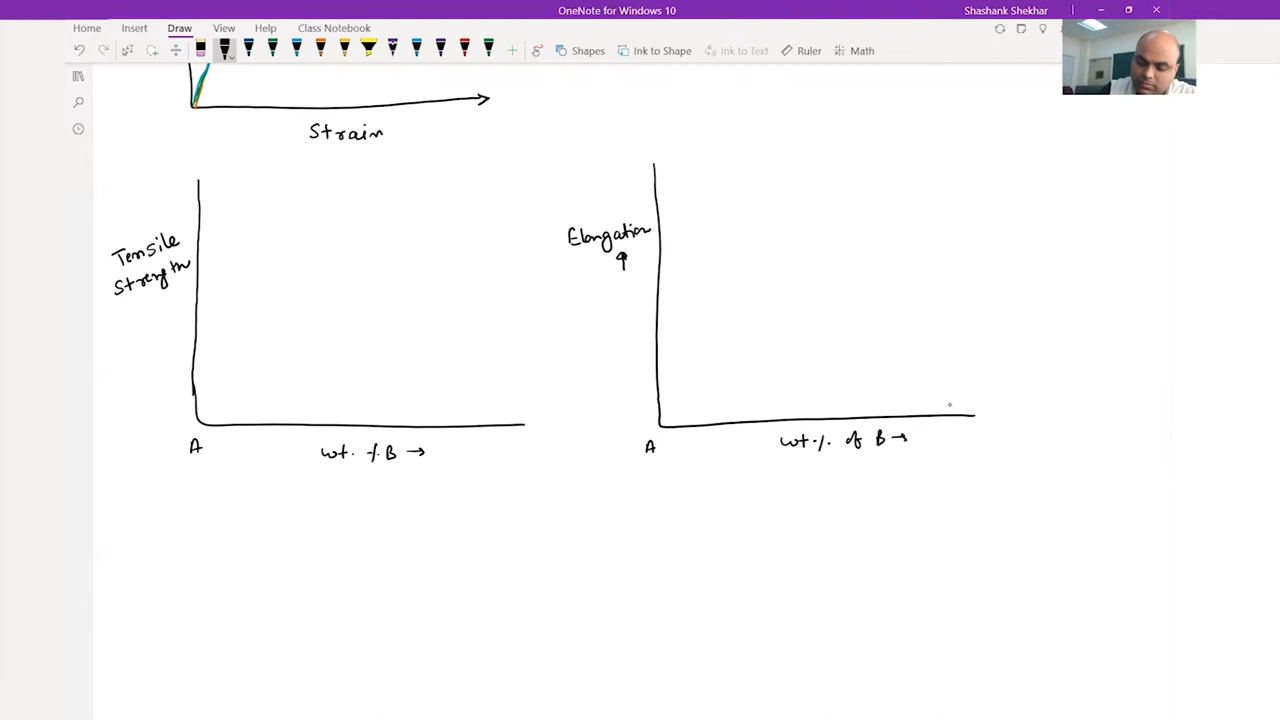 OneNote for Windows 10
Shashank Shekhar
Home Insert Draw View Help Class Notebook
Shapes Ink to Shape Ink to Text Ruler Math
Strain
Tensile
Strength
Elongation
A
wt. % B →
A
wt % of B →